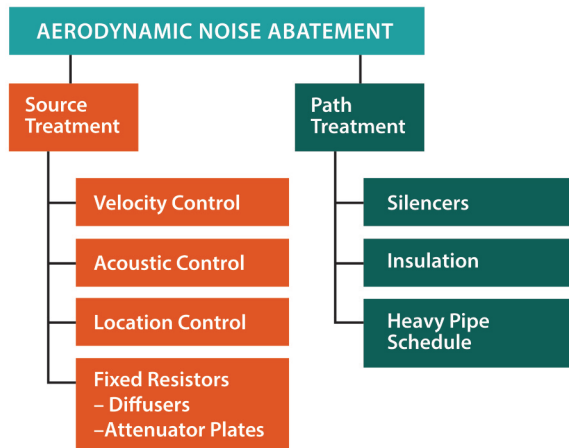 AERODYNAMIC NOISE ABATEMENT
Source
Treatment
Velocity Control
Acoustic Control
Location Control
Fixed Resistors
– Diffusers
–Attenuator Plates
Path
Treatment
Silencers
Insulation
Heavy Pipe
Schedule